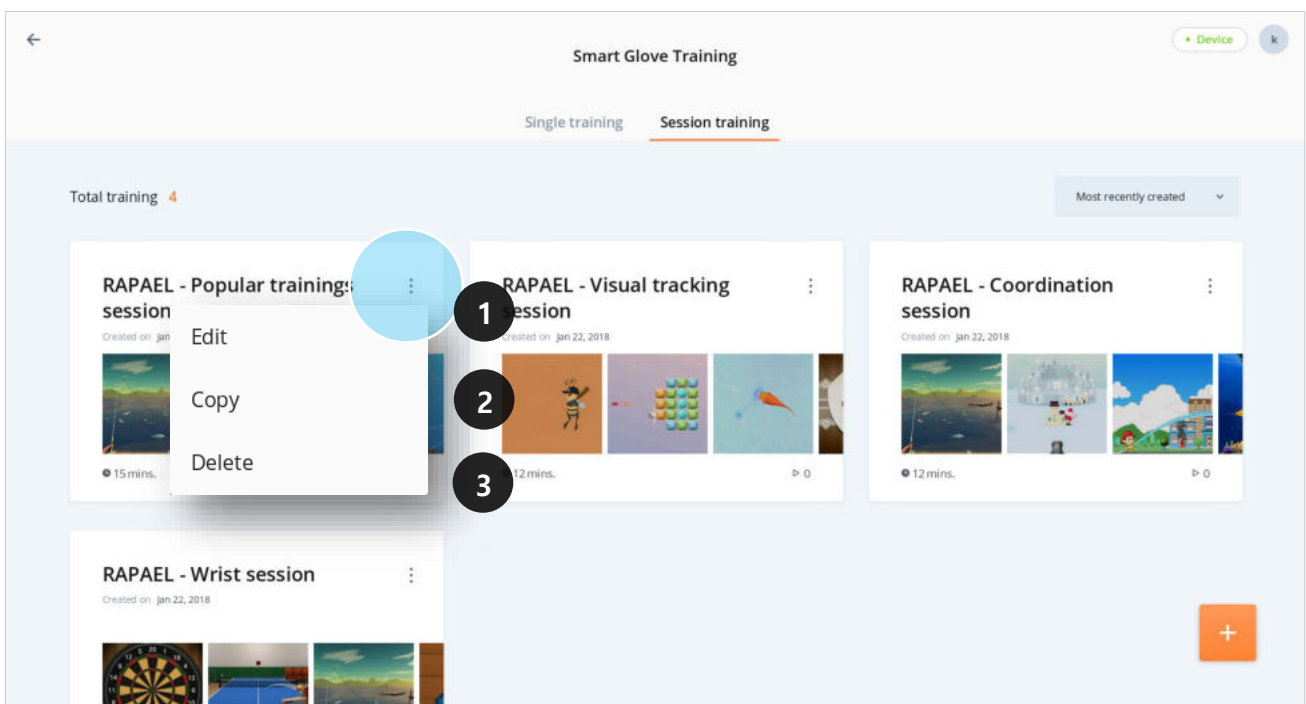 ←
Smart Glove Training
• Device
k
Single training
Session training
Total training 4
Most recently created
RAPAEL - Popular trainings
session
Created on Jan
Edit
Copy
Delete
15 mins.
1
2
3
RAPAEL - Visual tracking
session
Created on Jan 22, 2018
12 mins.
0
RAPAEL - Coordination
session
Created on Jan 22, 2018
12 mins.
0
RAPAEL - Wrist session
Created on Jan 22, 2018
+